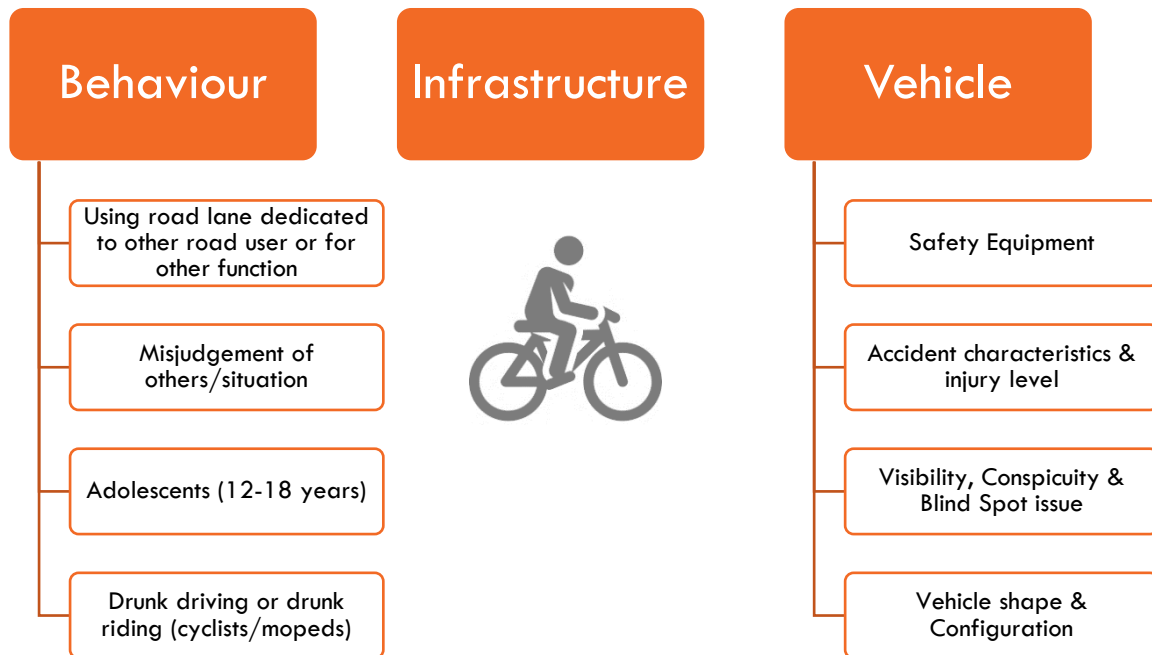 Behaviour
Infrastructure
Vehicle
Using road lane dedicated
to other road user or for
other function
Misjudgement of
others/situation
Adolescents (12-18 years)
Drunk driving or drunk
riding (cyclists/mopeds)
Safety Equipment
Accident characteristics &
injury level
Visibility, Conspicuity &
Blind Spot issue
Vehicle shape &
Configuration